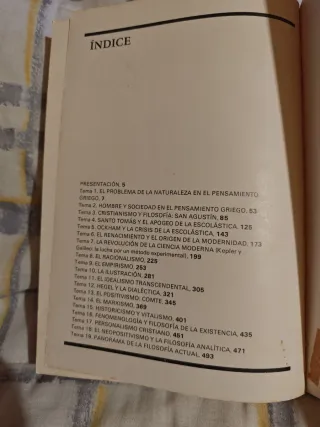 ÍNDICE
PRESENTACIÓN, 5
Tema 1. EL PROBLEMA DE LA NATURALEZA EN EL PENSAMIENTO
GRIEGO, 7
Tema 2. HOMBRE Y SOCIEDAD EN EL PENSAMIENTO GRIEGO, 53
Tema 3. CRISTIANISMO Y FILOSOFÍA: SAN AGUSTÍN, 85
Tema 4. SANTO TOMÁS Y EL APOGEO DE LA ESCOLÁSTICA, 125
Tema 5. OCKHAM Y LA CRISIS DE LA ESCOLÁSTICA, 143
Tema 6. EL RENACIMIENTO Y EL ORIGEN DE LA MODERNIDAD, 173
Tema 7. LA REVOLUCIÓN DE LA CIENCIA MODERNA (Kepler y
Galileo: la lucha por un método experimental), 199
Tema 8. EL RACIONALISMO, 225
Tema 9. EL EMPIRISMO, 253
Tema 10. LA ILUSTRACIÓN, 281
Tema 11. EL IDEALISMO TRANSCENDENTAL, 305
Tema 12. HEGEL Y LA DIALÉCTICA, 321
Tema 13. EL POSITIVISMO. COMTE, 345
Tema 14. EL MARXISMO, 369
Tema 15. HISTORICISMO Y VITALISMO, 401
Tema 16. FENOMENOLOGÍA Y FILOSOFÍA DE LA EXISTENCIA, 435
Tema 17. PERSONALISMO CRISTIANO, 461
Tema 18. EL NEOPOSITIVISMO Y LA FILOSOFÍA ANALÍTICA, 471
Tema 19. PANORAMA DE LA FILOSOFÍA ACTUAL, 493